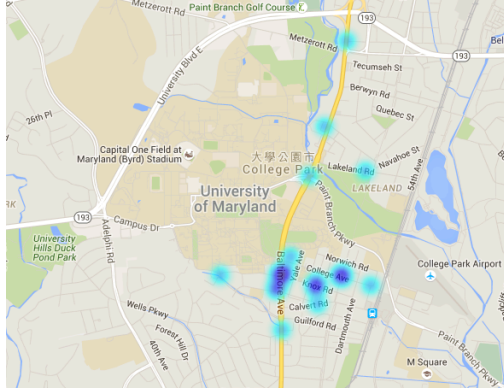 Paint Branch Golf Course
Metzerott Rd
193
Metzerott Rd
193
University Blvd E
Tecumseh St
Berwyn Rd
Quebec St
26th Pl
Capital One Field at
Maryland (Byrd) Stadium
大學公園市
College Park
Lakeland Rd
Navahoe St
54th Ave
LAKELAND
University
of Maryland
Paint Branch Pkwy
193
Campus Dr
Adelphi Rd
University
Hills Duck
Pond Park
Baltimore Ave
Yale Ave
Norwich Rd
College Ave
College Park Airport
Knox Rd
Calvert Rd
Wells Pkwy
Guilford Rd
Dartmouth Ave
Forest Hill Dr
40th Ave
Paint Branch Pkwy
M Square